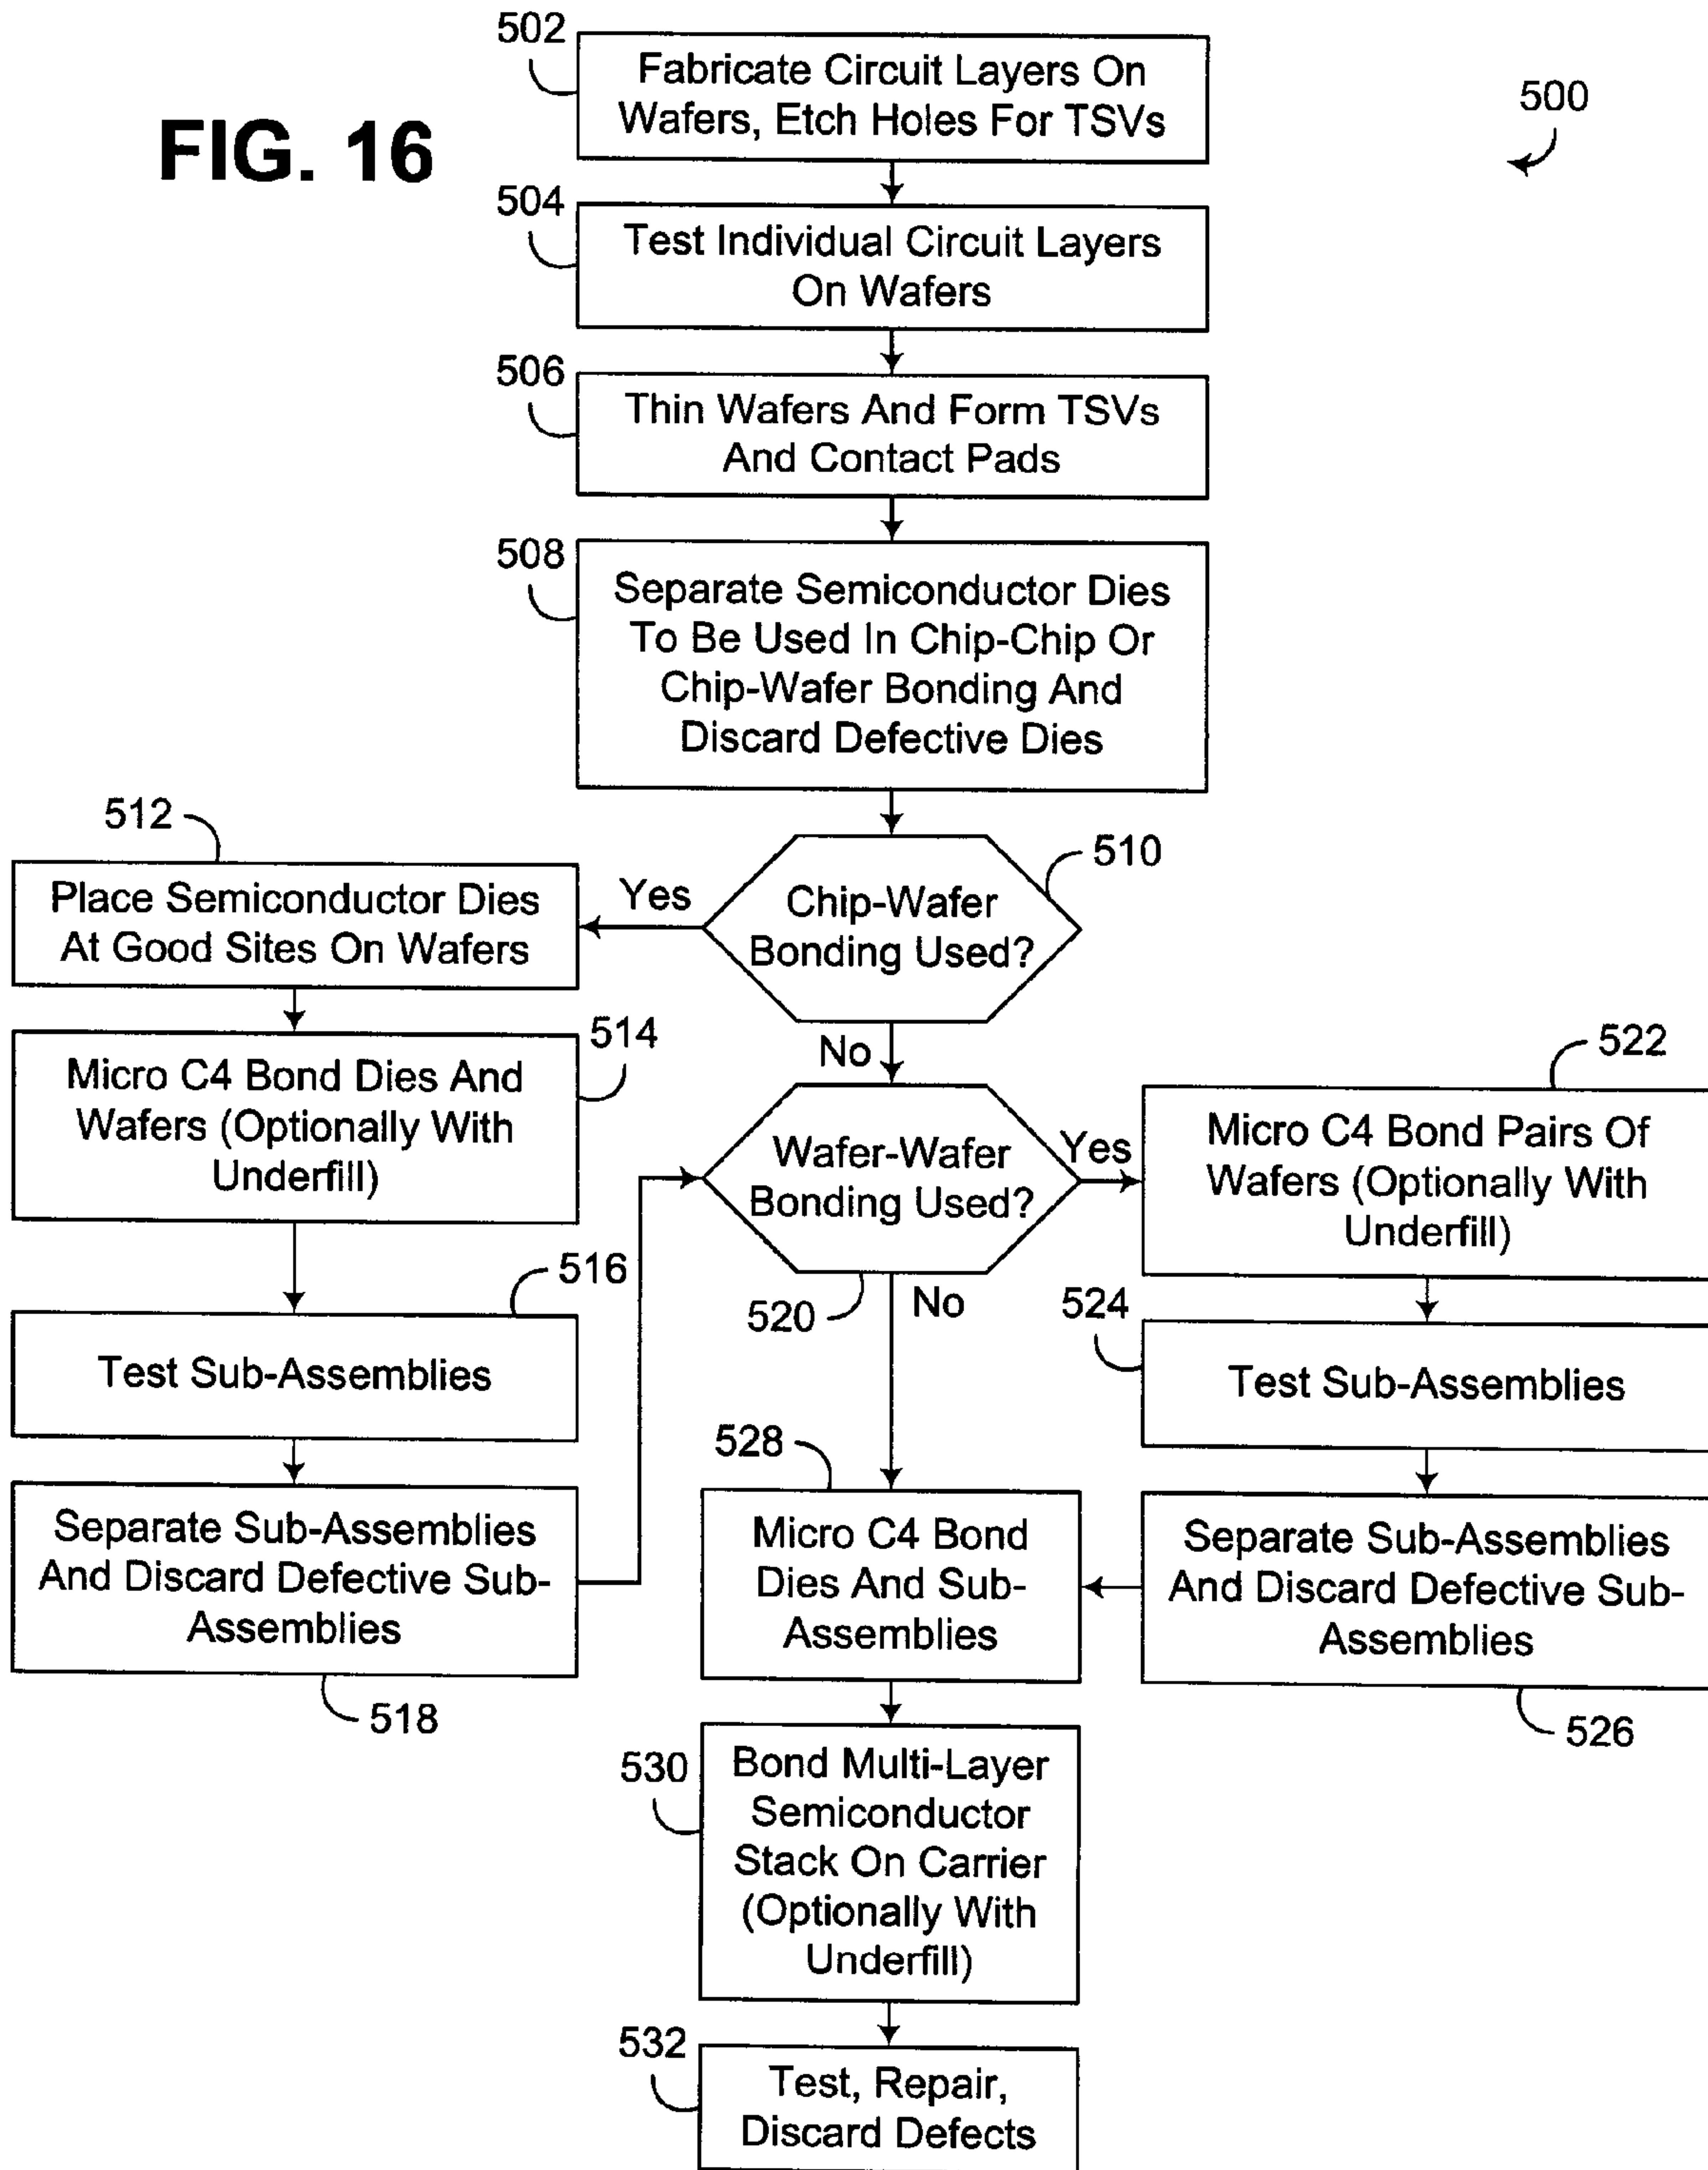 FIG. 16
500
502
Fabricate Circuit Layers On
Wafers, Etch Holes For TSVs
504
Test Individual Circuit Layers
On Wafers
506
Thin Wafers And Form TSVs
And Contact Pads
508
Separate Semiconductor Dies
To Be Used In Chip-Chip Or
Chip-Wafer Bonding And
Discard Defective Dies
510
Chip-Wafer
Bonding Used?
Yes
No
512
Place Semiconductor Dies
At Good Sites On Wafers
514
Micro C4 Bond Dies And
Wafers (Optionally With
Underfill)
516
Test Sub-Assemblies
518
Separate Sub-Assemblies
And Discard Defective Sub-
Assemblies
520
Wafer-Wafer
Bonding Used?
Yes
No
522
Micro C4 Bond Pairs Of
Wafers (Optionally With
Underfill)
524
Test Sub-Assemblies
526
Separate Sub-Assemblies
And Discard Defective Sub-
Assemblies
528
Micro C4 Bond
Dies And Sub-
Assemblies
530
Bond Multi-Layer
Semiconductor
Stack On Carrier
(Optionally With
Underfill)
532
Test, Repair,
Discard Defects